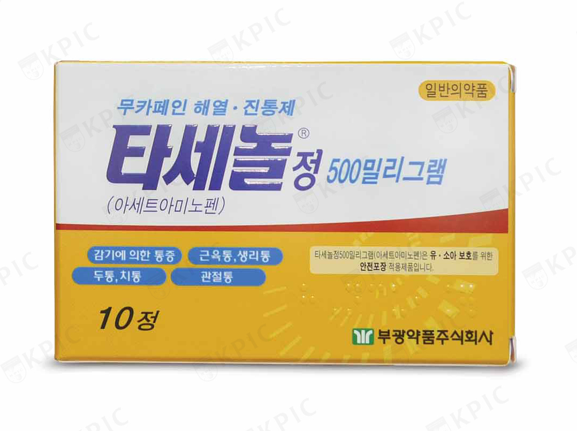 일반의약품
무카페인 해열·진통제
타세놀®정 500밀리그램
(아세트아미노펜)
감기에 의한 통증
근육통,생리통
두통,치통
관절통
타세놀정500밀리그램(아세트아미노펜)은 유·소아 보호를 위한
안전포장 적용제품입니다.
10정
부광약품주식회사
KPIC